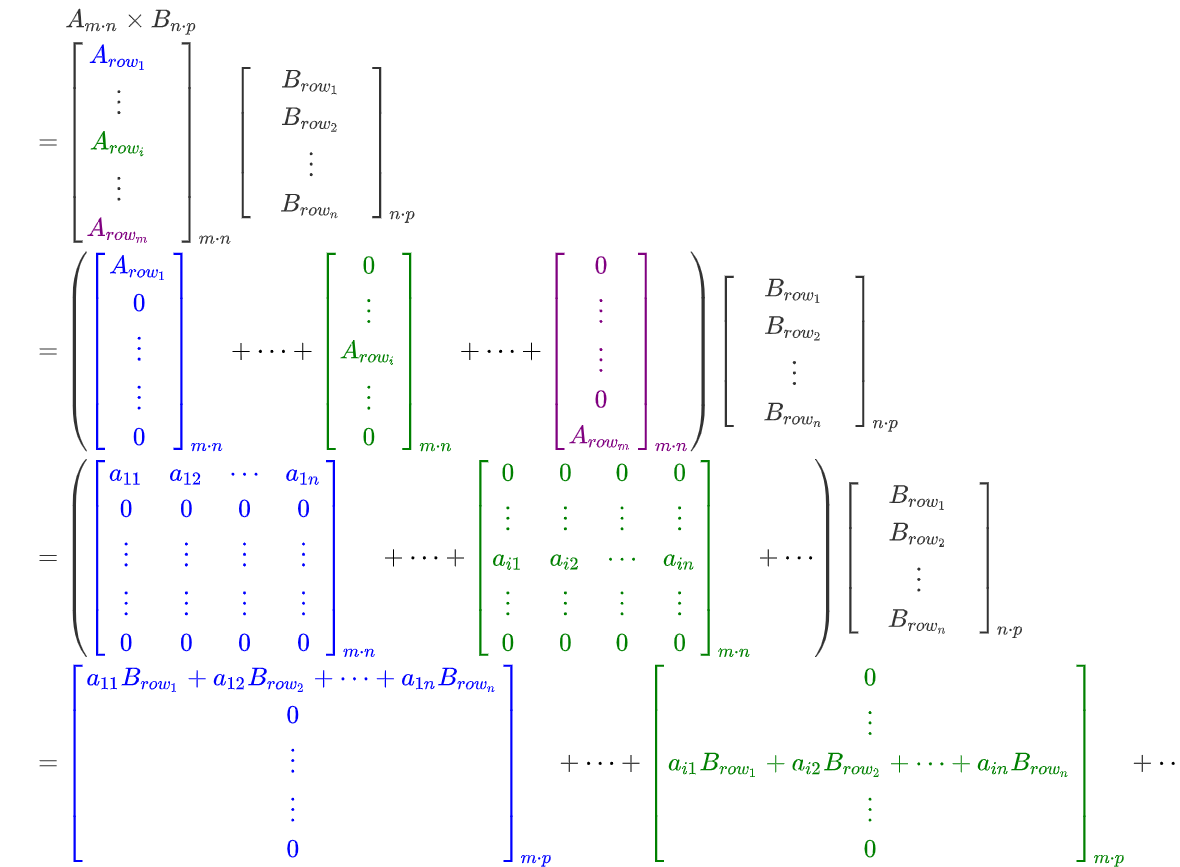 $A_{m \cdot n} \times B_{n \cdot p}$
$= \begin{bmatrix} A_{row_1} \\ \vdots \\ A_{row_i} \\ \vdots \\ A_{row_m} \end{bmatrix}_{m \cdot n} \begin{bmatrix} B_{row_1} \\ B_{row_2} \\ \vdots \\ B_{row_n} \end{bmatrix}_{n \cdot p}$
$= \left( \begin{bmatrix} A_{row_1} \\ 0 \\ \vdots \\ \vdots \\ 0 \end{bmatrix}_{m \cdot n} + \cdots + \begin{bmatrix} 0 \\ \vdots \\ A_{row_i} \\ \vdots \\ 0 \end{bmatrix}_{m \cdot n} + \cdots + \begin{bmatrix} 0 \\ \vdots \\ \vdots \\ 0 \\ A_{row_m} \end{bmatrix}_{m \cdot n} \right) \begin{bmatrix} B_{row_1} \\ B_{row_2} \\ \vdots \\ B_{row_n} \end{bmatrix}_{n \cdot p}$
$= \left( \begin{bmatrix} a_{11} & a_{12} & \cdots & a_{1n} \\ 0 & 0 & 0 & 0 \\ \vdots & \vdots & \vdots & \vdots \\ \vdots & \vdots & \vdots & \vdots \\ 0 & 0 & 0 & 0 \end{bmatrix}_{m \cdot n} + \cdots + \begin{bmatrix} 0 & 0 & 0 & 0 \\ \vdots & \vdots & \vdots & \vdots \\ a_{i1} & a_{i2} & \cdots & a_{in} \\ \vdots & \vdots & \vdots & \vdots \\ 0 & 0 & 0 & 0 \end{bmatrix}_{m \cdot n} + \cdots \right) \begin{bmatrix} B_{row_1} \\ B_{row_2} \\ \vdots \\ B_{row_n} \end{bmatrix}_{n \cdot p}$
$= \begin{bmatrix} a_{11}B_{row_1} + a_{12}B_{row_2} + \cdots + a_{1n}B_{row_n} \\ 0 \\ \vdots \\ \vdots \\ 0 \end{bmatrix}_{m \cdot p} + \cdots + \begin{bmatrix} 0 \\ \vdots \\ a_{i1}B_{row_1} + a_{i2}B_{row_2} + \cdots + a_{in}B_{row_n} \\ \vdots \\ 0 \end{bmatrix}_{m \cdot p} + \cdot\cdot$